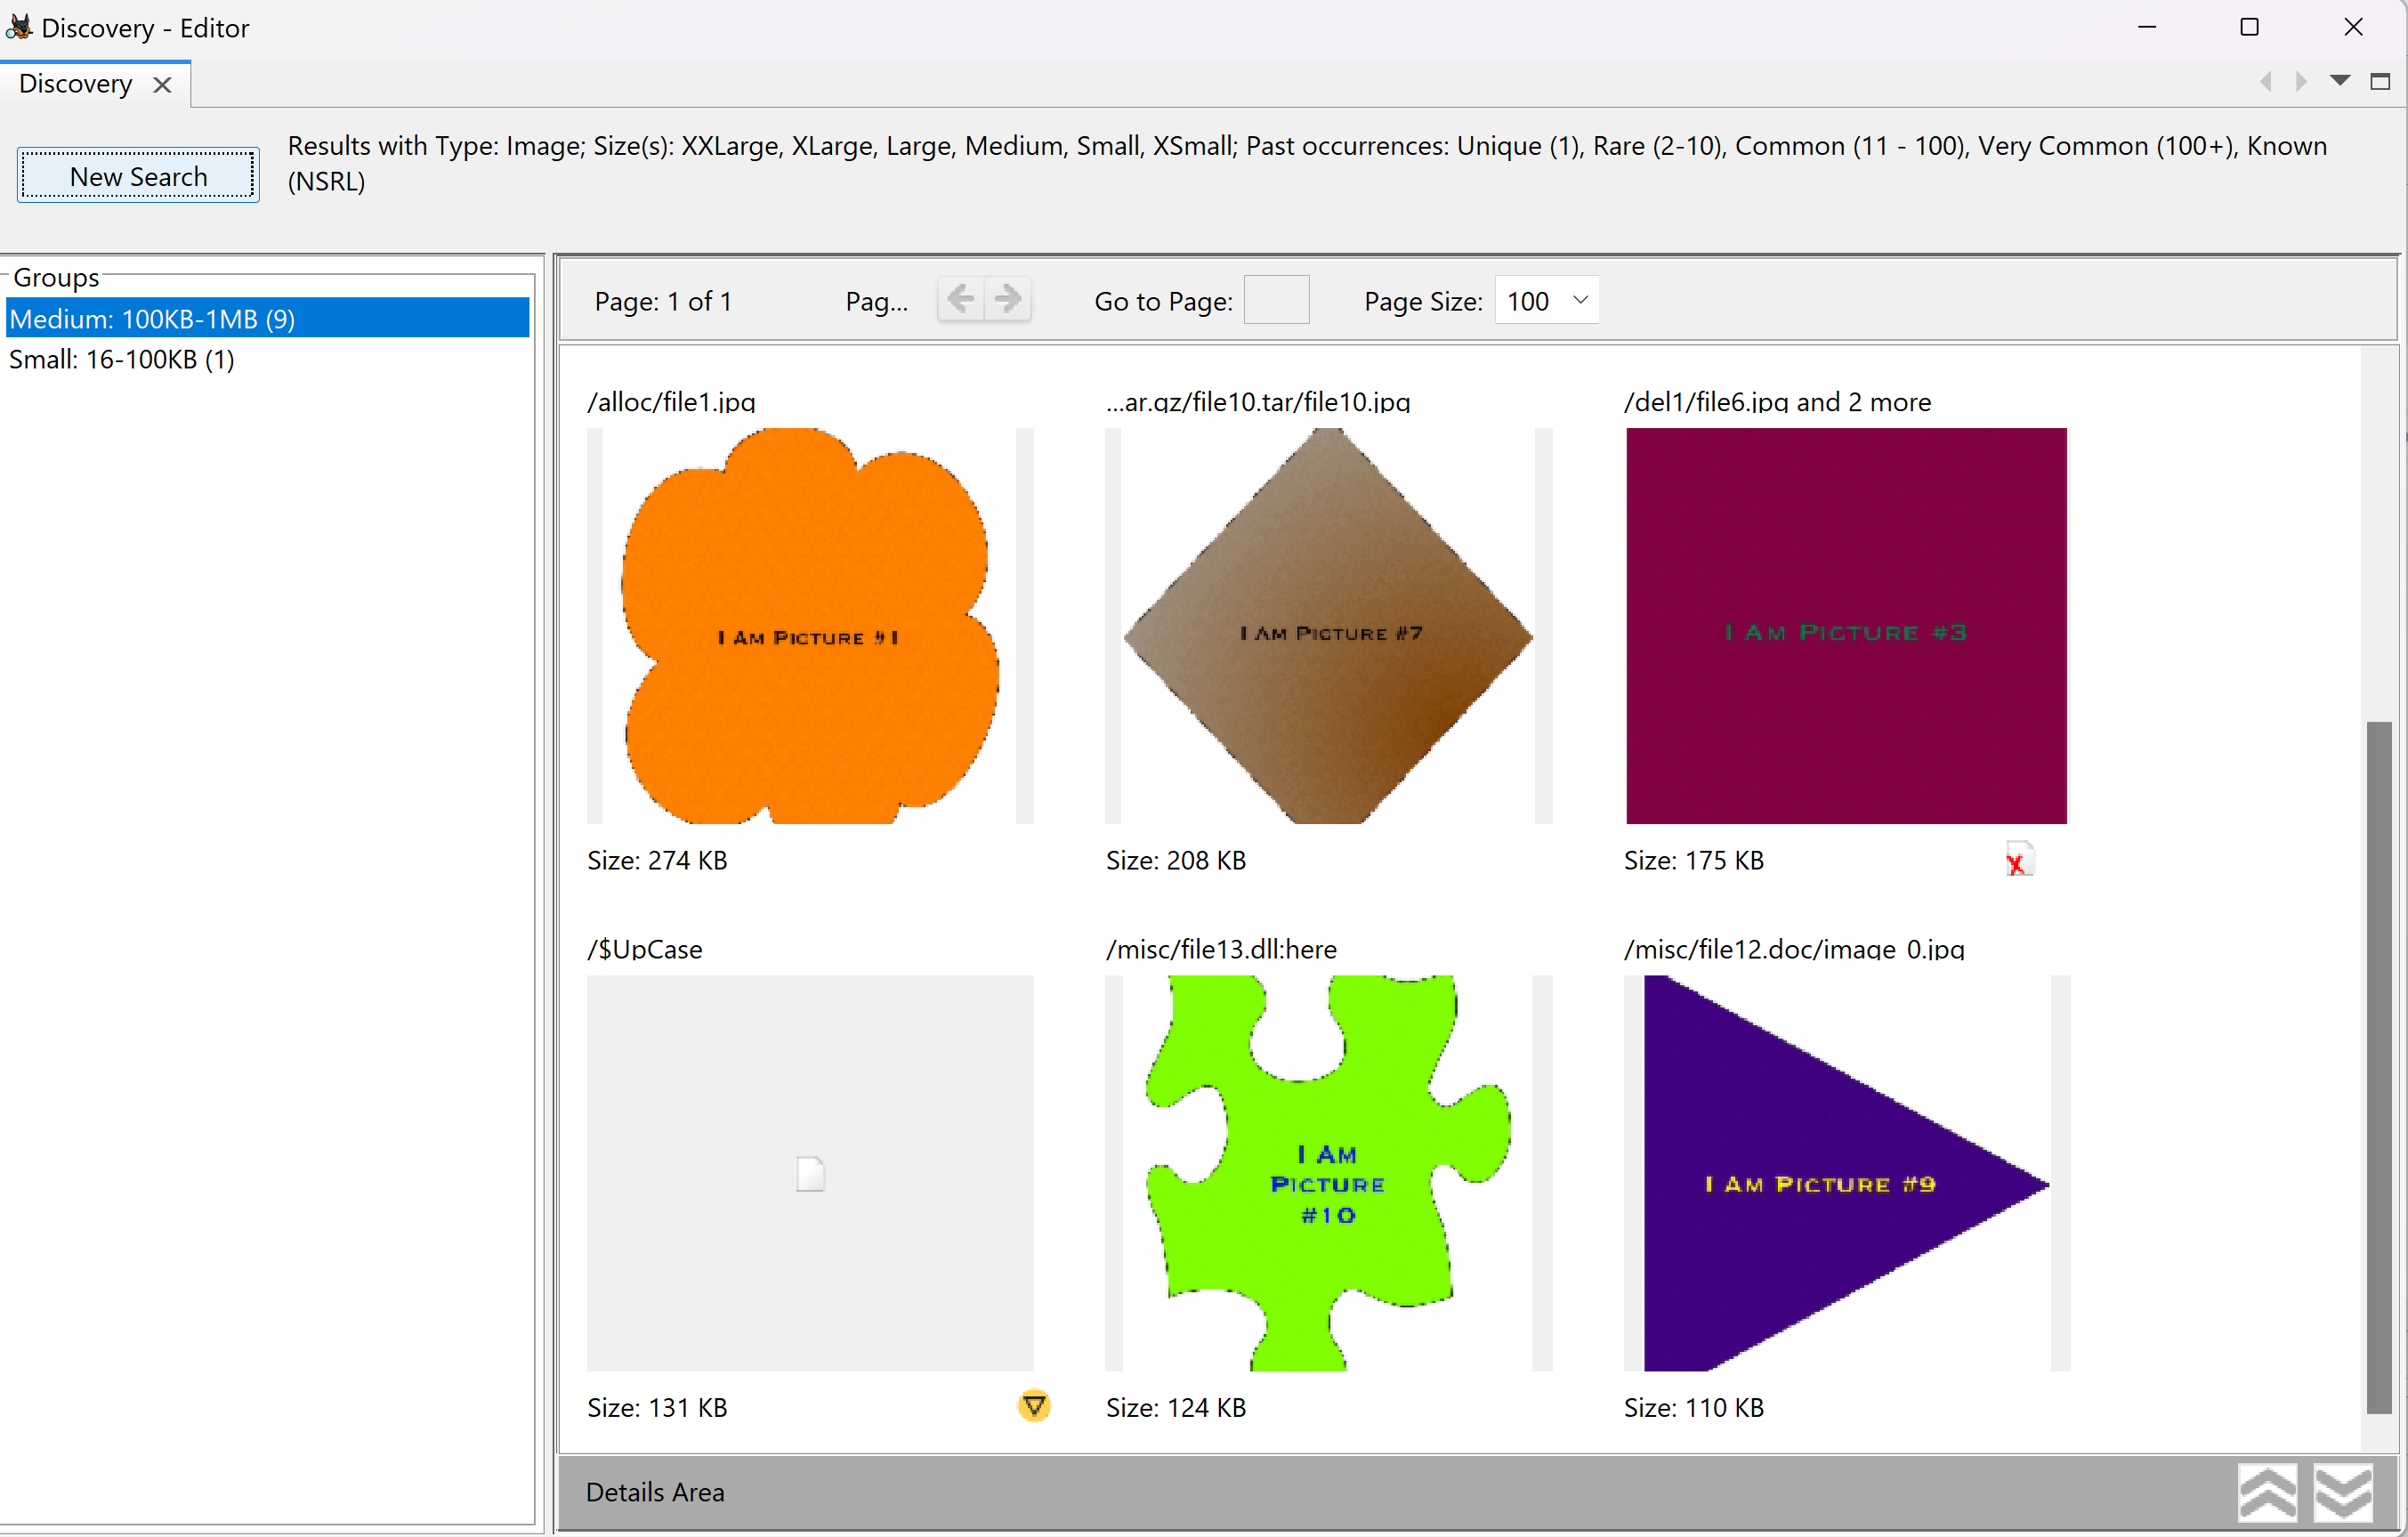 Discovery - Editor
Discovery
New Search
Results with Type: Image; Size(s): XXLarge, XLarge, Large, Medium, Small, XSmall; Past occurrences: Unique (1), Rare (2-10), Common (11 - 100), Very Common (100+), Known
(NSRL)
Groups
Medium: 100KB-1MB (9)
Small: 16-100KB (1)
Page: 1 of 1
Pag...
Go to Page:
Page Size:
100
/alloc/file1.jpg
...ar.gz/file10.tar/file10.jpg
/del1/file6.jpg and 2 more
I Am Picture #1
I Am Picture #7
I Am Picture #3
Size: 274 KB
Size: 208 KB
Size: 175 KB
/$UpCase
/misc/file13.dll:here
/misc/file12.doc/image_0.jpg
I Am
Picture
#10
I Am Picture #9
Size: 131 KB
Size: 124 KB
Size: 110 KB
Details Area